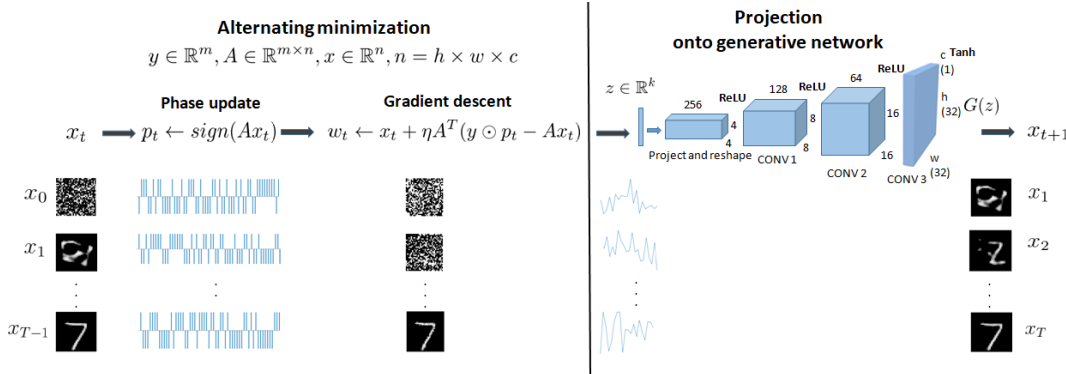 Alternating minimization
y ∈ ℝ^m, A ∈ ℝ^{m×n}, x ∈ ℝ^n, n = h × w × c
Phase update
Gradient descent
x_t
p_t ← sign(Ax_t)
w_t ← x_t + ηA^T(y ⊙ p_t − Ax_t)
x_0
x_1
x_{T−1}
Projection
onto generative network
z ∈ ℝ^k
256
4
4
Project and reshape
ReLU
128
8
8
CONV 1
ReLU
64
16
16
CONV 2
ReLU
c
(1)
Tanh
h
(32)
w
(32)
CONV 3
G(z)
x_{t+1}
x_1
x_2
x_T